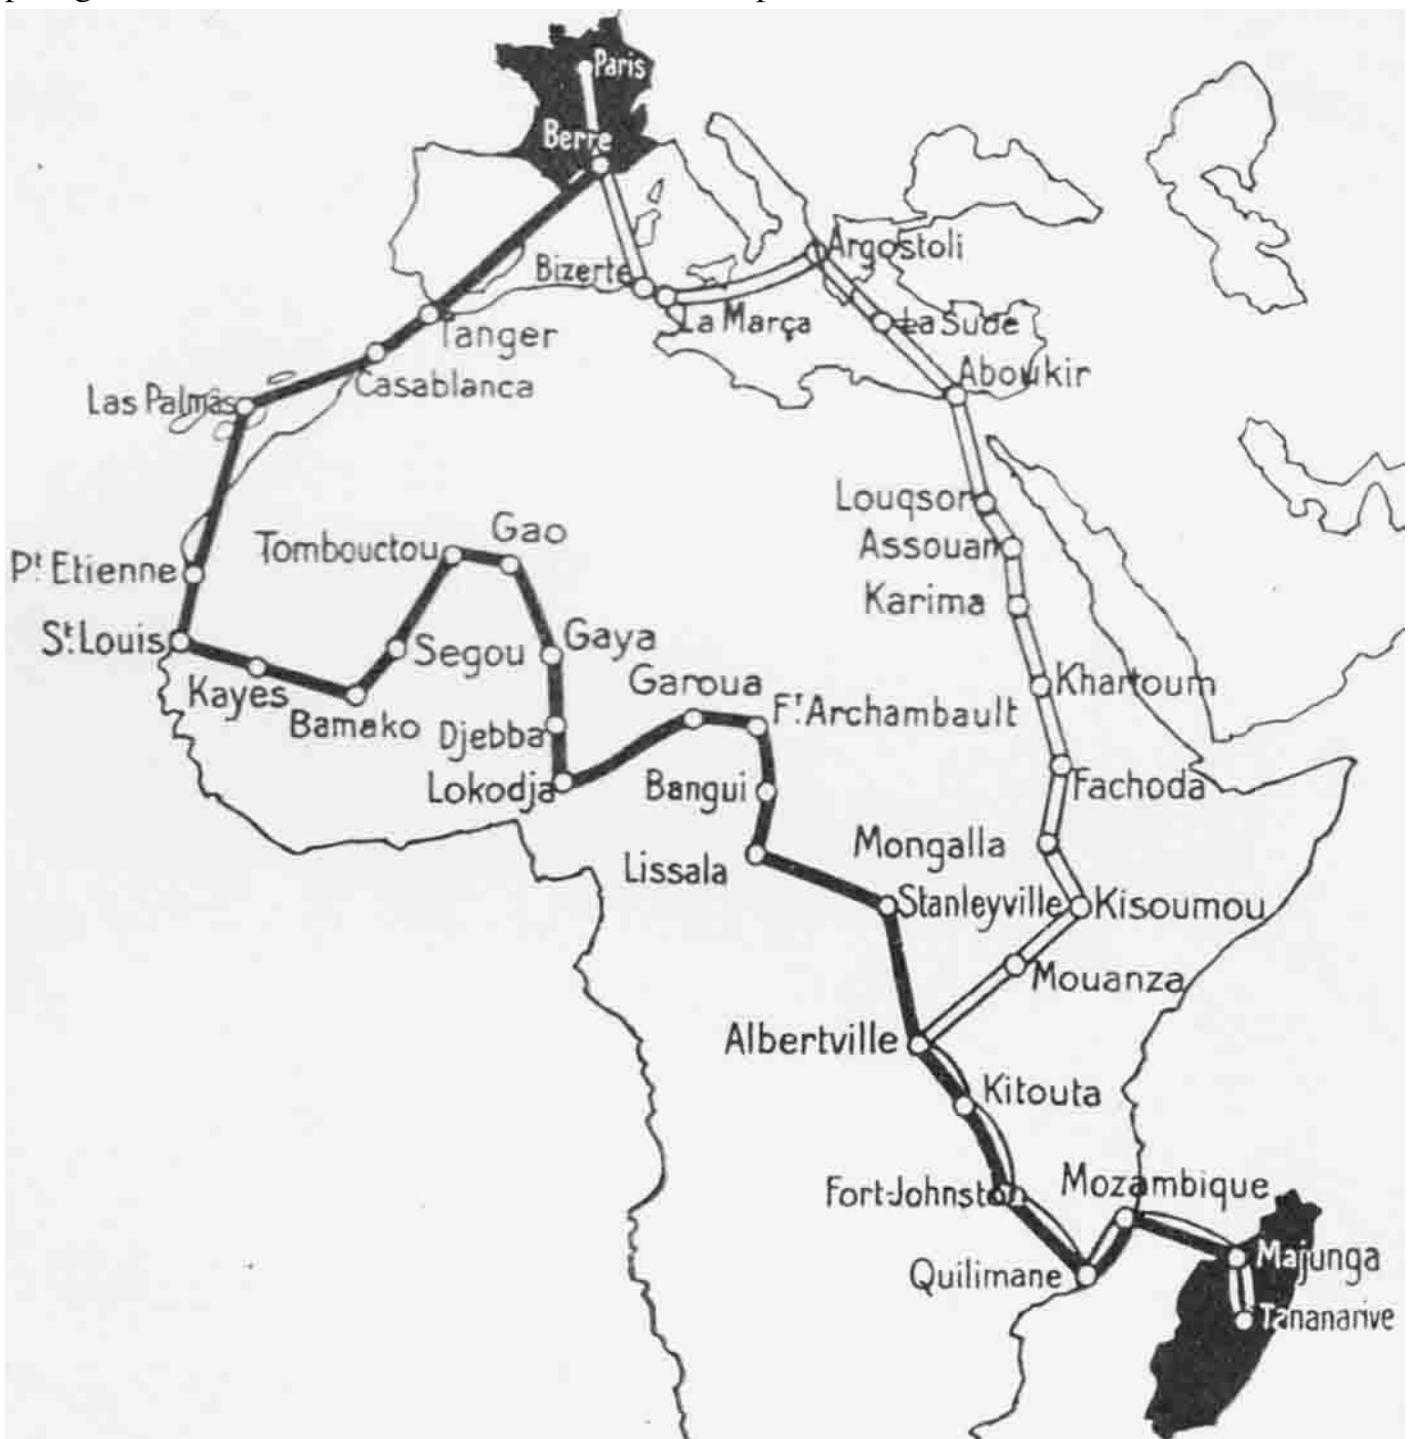 Paris
Berre
Argostoli
Bizerte
La Marça
La Sude
Tanger
Casablanca
Aboukir
Las Palmâs
Louqsor
Gao
Tombouctou
Assouan
Pt Etienne
Karima
St. Louis
Segou
Gaya
Kayes
Garoua
Khartoum
Bamako
Djebba
Ft. Archambault
Lokodja
Bangui
Fachoda
Mongalla
Lissala
Stanleyville
Kisoumou
Mouanza
Albertville
Kitouta
Fort-Johnston
Mozambique
Quilimane
Majunga
Tananarive